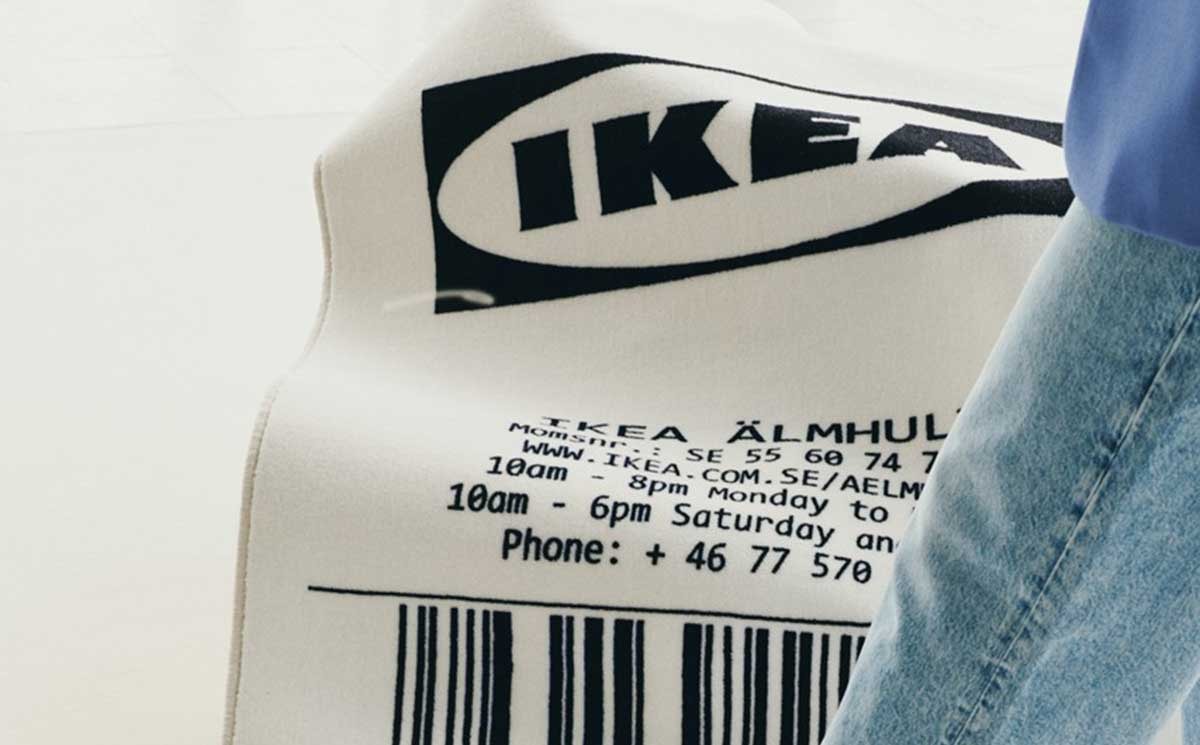 IKEA
IKEA ÄLMHUL
Momsnr.: SE 55 60 74 7
WWW.IKEA.COM.SE/AELM
10am - 8pm Monday to
10am - 6pm Saturday an
Phone: + 46 77 570